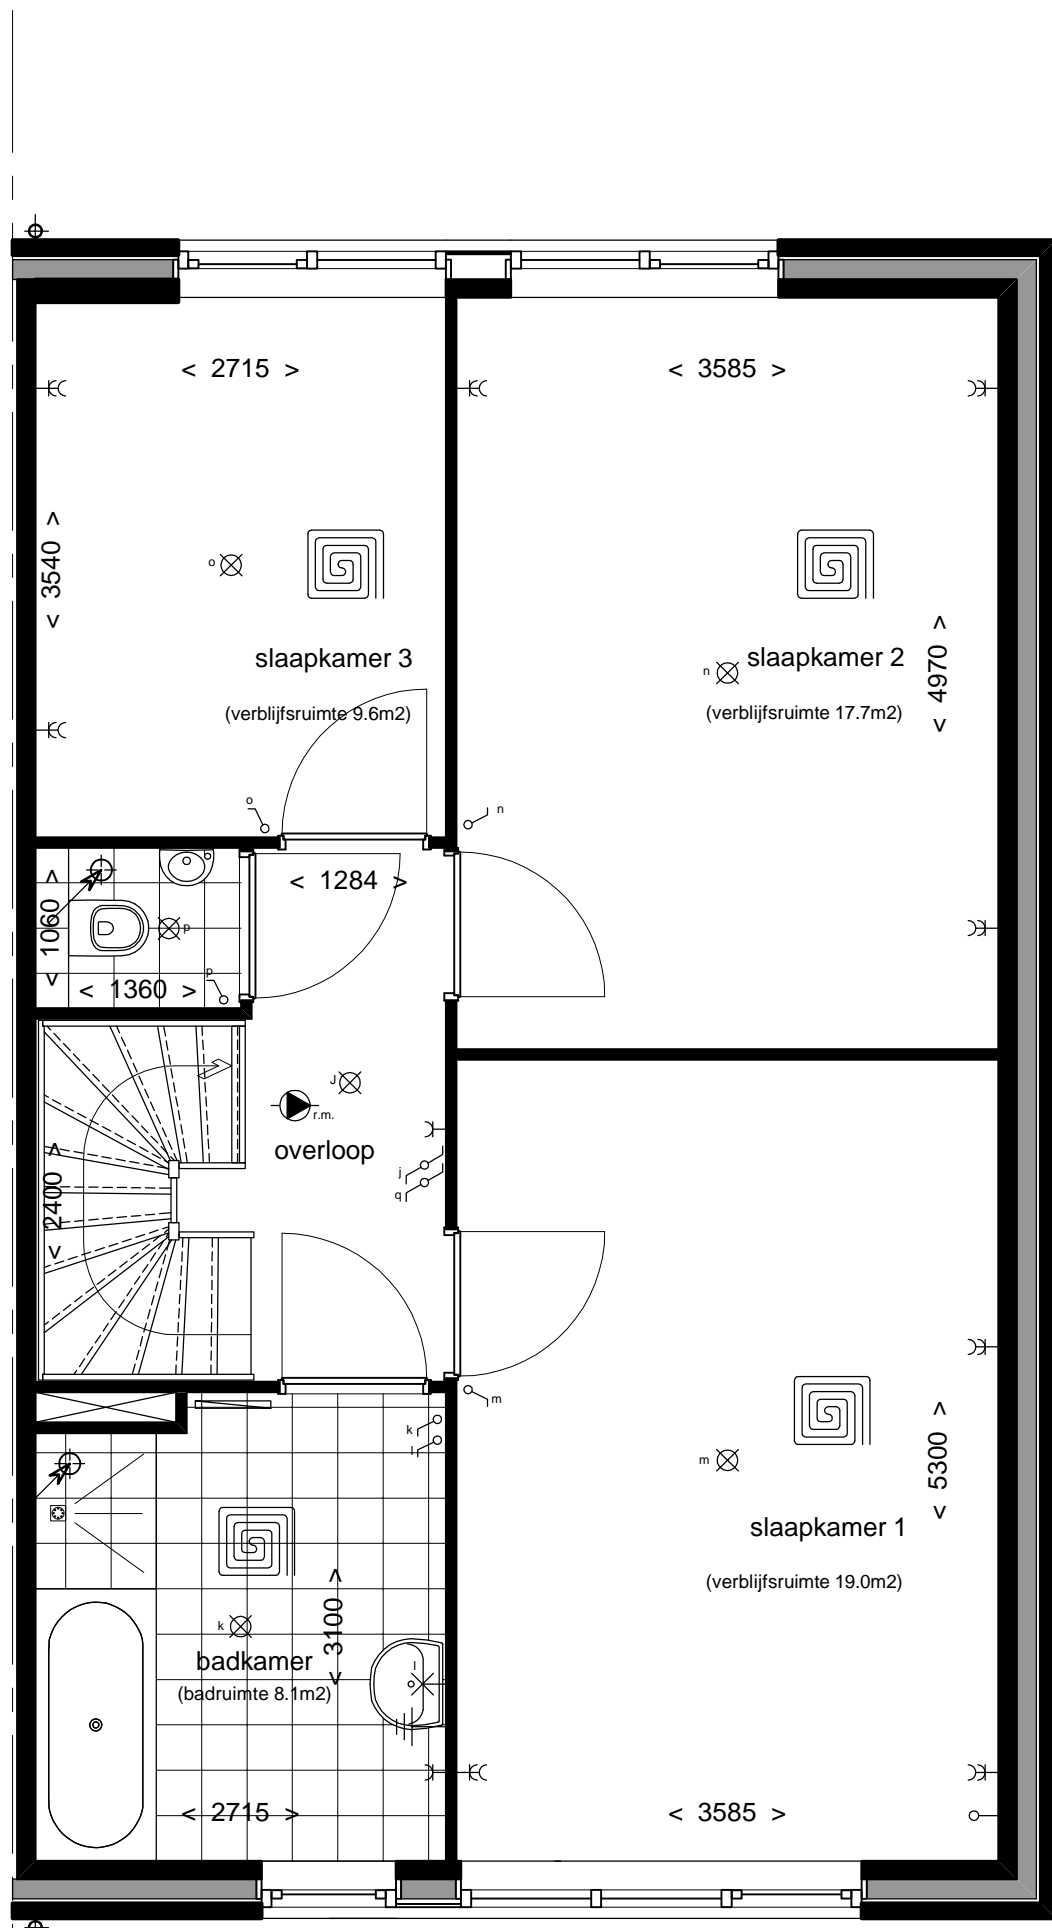 < 2715 >
< 3585 >
< 3540 >
o
slaapkamer 3
(verblijfsruimte 9.6m2)
n
slaapkamer 2
(verblijfsruimte 17.7m2)
< 4970 >
o
n
< 1284 >
< 1060 >
p
p
< 1360 >
J
r.m.
overloop
j
q
< 2400 >
m
k
l
m
< 5300 >
slaapkamer 1
(verblijfsruimte 19.0m2)
k
< 3100 >
badkamer
(badruimte 8.1m2)
l
< 2715 >
< 3585 >